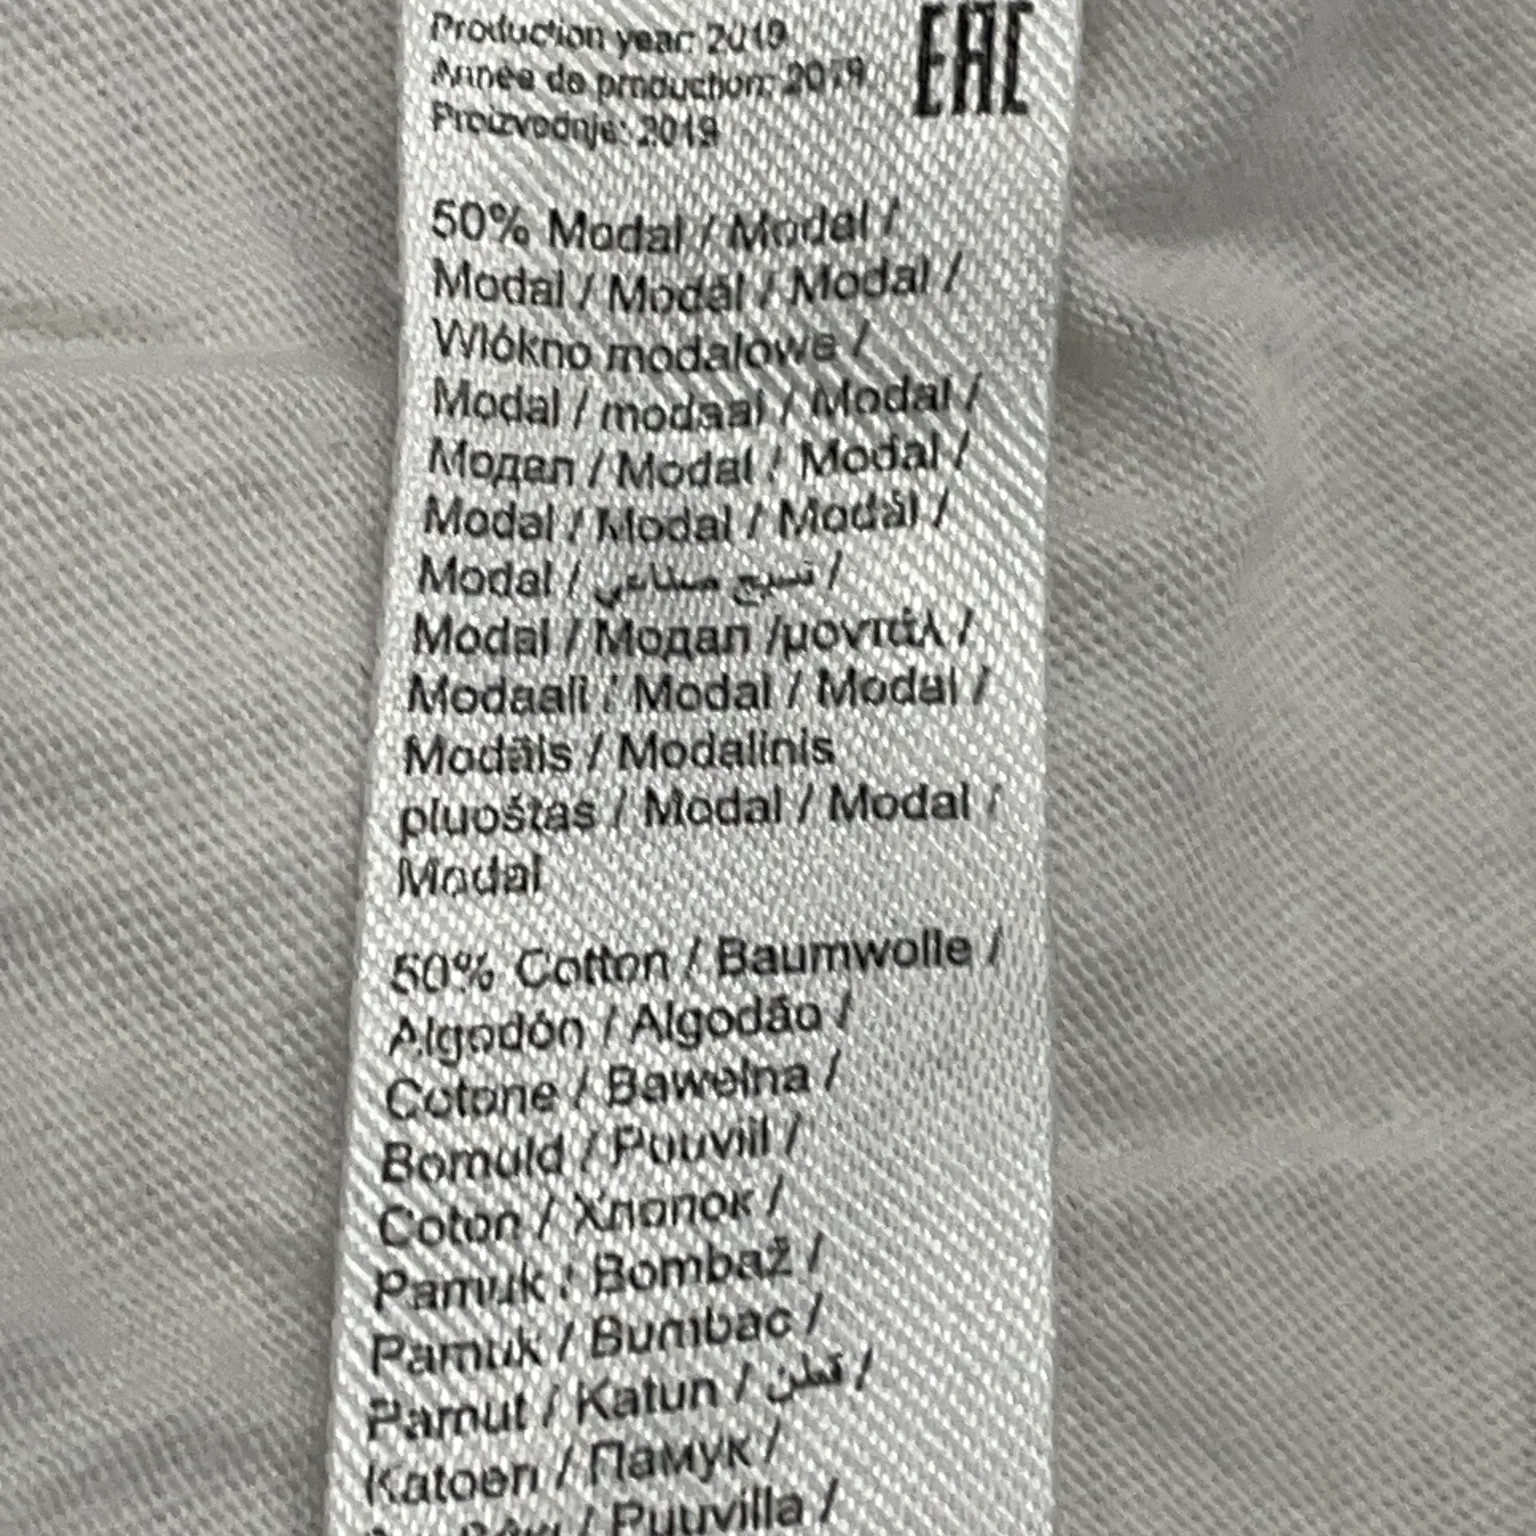 Production year: 2019
EAC
Année de production: 2019
Proizvodnje: 2019
50% Modal / Modal /
Modal / Modál / Modal /
Włókno modalowe /
Modal / modaal / Modal /
Модал / Modal / Modal /
Modal / Modal / Modál /
Modal / نسيج صناعي /
Modal / Модал /μοντάλ /
Modaali / Modal / Modal /
Modāls / Modalinis
pluoštas / Modal / Modal /
Modal
50% Cotton / Baumwolle /
Algodón / Algodão /
Cotone / Bawełna /
Bomuld / Puuvill /
Coton / Хлопок /
Pamuk / Bombaž /
Pamuk / Bumbac /
Pamut / Katun / قطن /
Katoen / Памук /
/ Puuvilla /